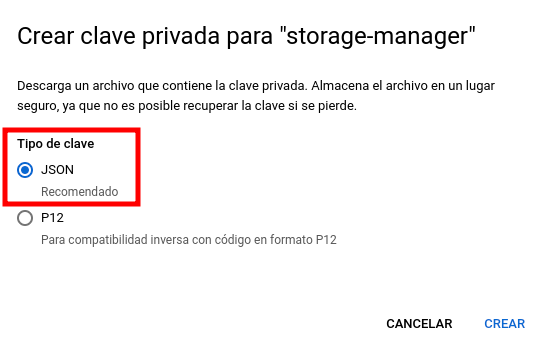 Crear clave privada para "storage-manager"
Descarga un archivo que contiene la clave privada. Almacena el archivo en un lugar
seguro, ya que no es posible recuperar la clave si se pierde.
Tipo de clave
JSON
Recomendado
P12
Para compatibilidad inversa con código en formato P12
CANCELAR CREAR